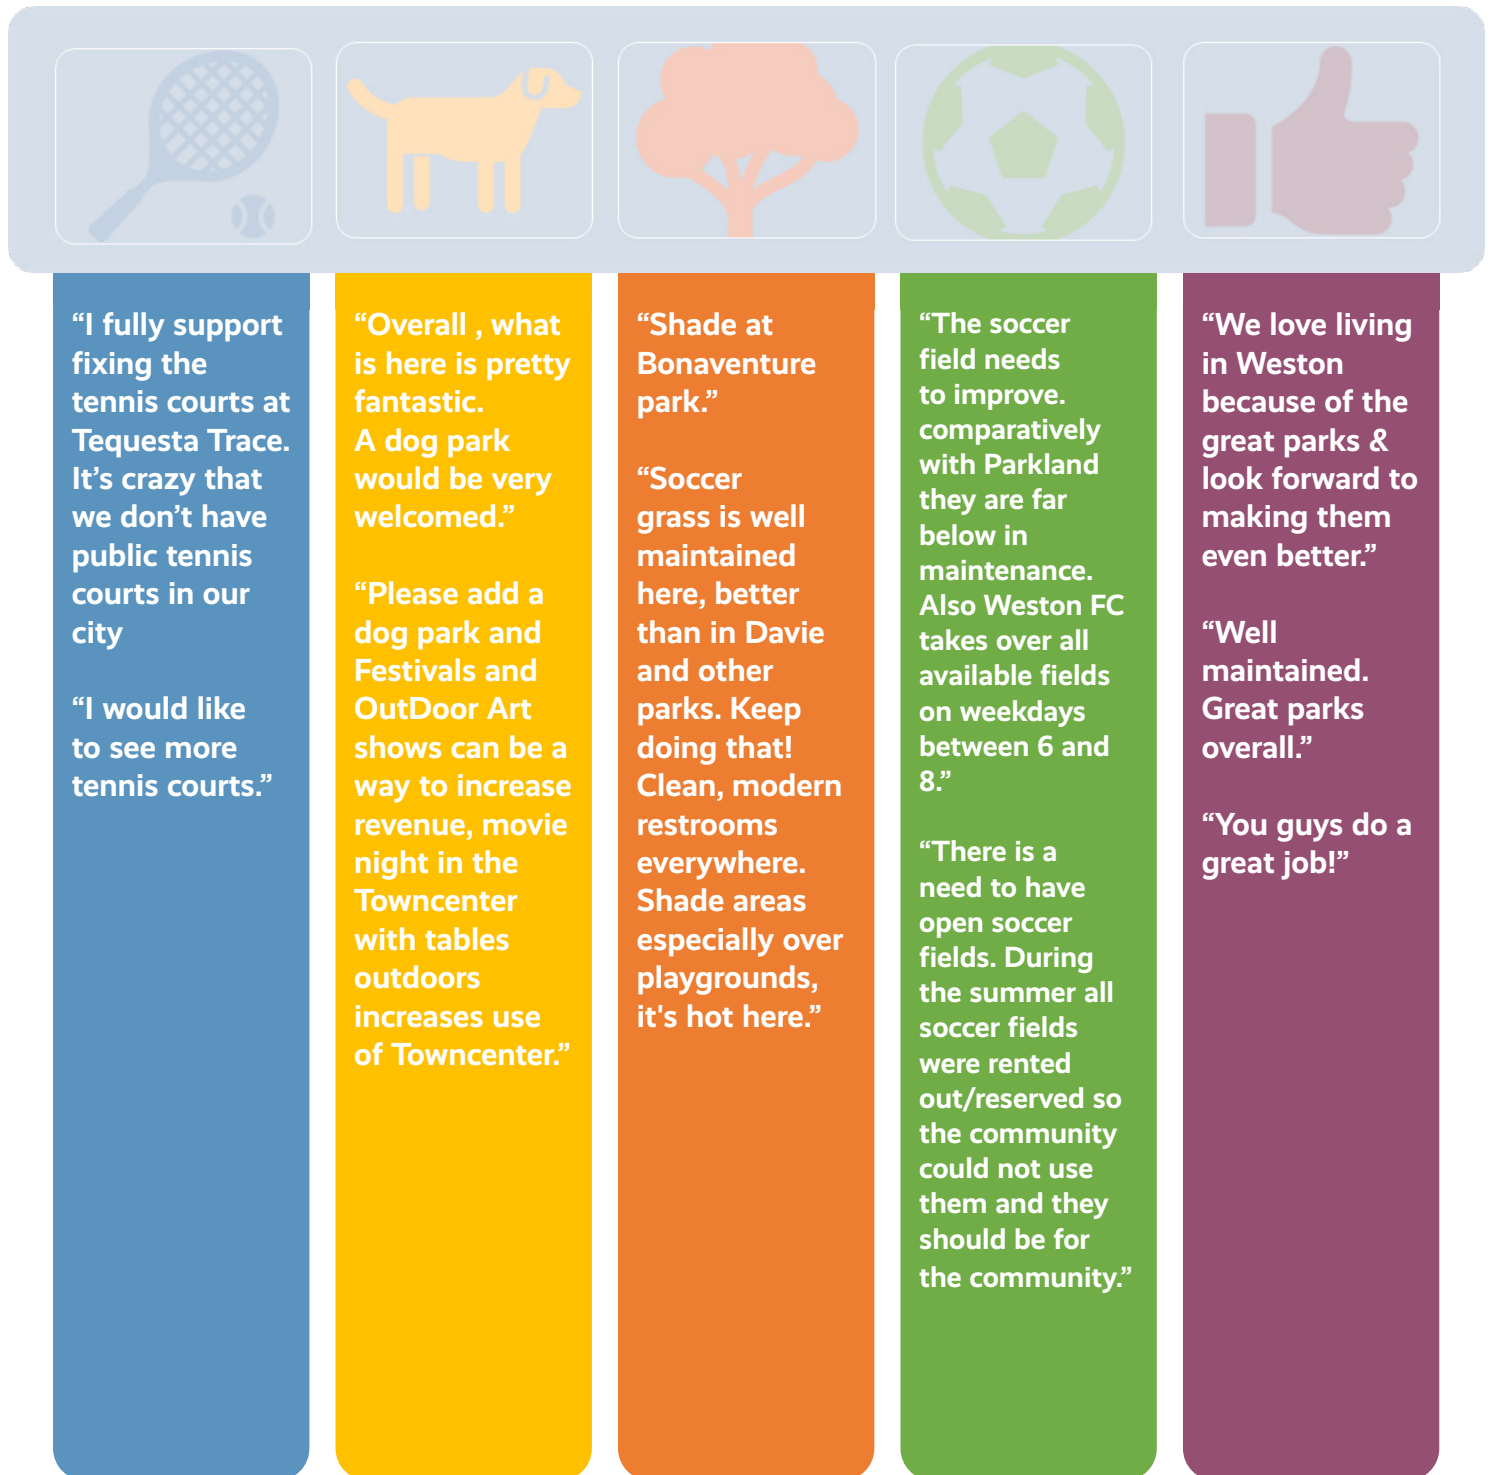 “I fully support
fixing the
tennis courts at
Tequesta Trace.
It’s crazy that
we don’t have
public tennis
courts in our
city
“I would like
to see more
tennis courts.”
“Overall , what
is here is pretty
fantastic.
A dog park
would be very
welcomed.”
“Please add a
dog park and
Festivals and
OutDoor Art
shows can be a
way to increase
revenue, movie
night in the
Towncenter
with tables
outdoors
increases use
of Towncenter.”
“Shade at
Bonaventure
park.”
“Soccer
grass is well
maintained
here, better
than in Davie
and other
parks. Keep
doing that!
Clean, modern
restrooms
everywhere.
Shade areas
especially over
playgrounds,
it's hot here.”
“The soccer
field needs
to improve.
comparatively
with Parkland
they are far
below in
maintenance.
Also Weston FC
takes over all
available fields
on weekdays
between 6 and
8.”
“There is a
need to have
open soccer
fields. During
the summer all
soccer fields
were rented
out/reserved so
the community
could not use
them and they
should be for
the community.”
“We love living
in Weston
because of the
great parks &
look forward to
making them
even better.”
“Well
maintained.
Great parks
overall.”
“You guys do a
great job!”